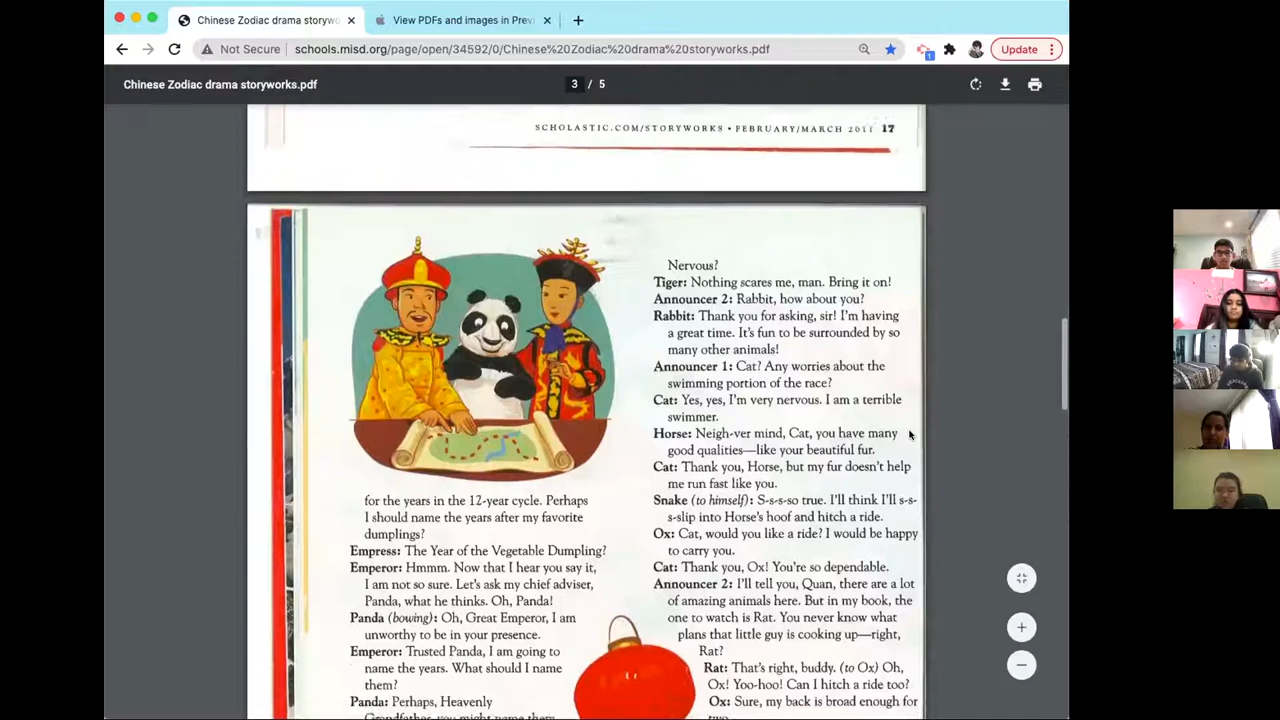 Chinese Zodiac drama storywo
View PDFs and images in Previ
Not Secure
schools.misd.org/page/open/34592/0/Chinese%20Zodiac%20drama%20storyworks.pdf
1
Update
Chinese Zodiac drama storyworks.pdf
3 / 5
SCHOLASTIC.COM/STORYWORKS • FEBRUARY/MARCH 2011 17
for the years in the 12-year cycle. Perhaps
I should name the years after my favorite
dumplings?
Empress: The Year of the Vegetable Dumpling?
Emperor: Hmmm. Now that I hear you say it,
I am not so sure. Let's ask my chief adviser,
Panda, what he thinks. Oh, Panda!
Panda (bowing): Oh, Great Emperor, I am
unworthy to be in your presence.
Emperor: Trusted Panda, I am going to
name the years. What should I name
them?
Panda: Perhaps, Heavenly
Grandfather, you might name them
Nervous?
Tiger: Nothing scares me, man. Bring it on!
Announcer 2: Rabbit, how about you?
Rabbit: Thank you for asking, sir! I'm having
a great time. It's fun to be surrounded by so
many other animals!
Announcer 1: Cat? Any worries about the
swimming portion of the race?
Cat: Yes, yes, I'm very nervous. I am a terrible
swimmer.
Horse: Neigh-ver mind, Cat, you have many
good qualities—like your beautiful fur.
Cat: Thank you, Horse, but my fur doesn't help
me run fast like you.
Snake (to himself): S-s-s-so true. I'll think I'll s-s-
s-slip into Horse's hoof and hitch a ride.
Ox: Cat, would you like a ride? I would be happy
to carry you.
Cat: Thank you, Ox! You're so dependable.
Announcer 2: I'll tell you, Quan, there are a lot
of amazing animals here. But in my book, the
one to watch is Rat. You never know what
plans that little guy is cooking up—right,
Rat?
Rat: That's right, buddy. (to Ox) Oh,
Ox! Yoo-hoo! Can I hitch a ride too?
Ox: Sure, my back is broad enough for
two.